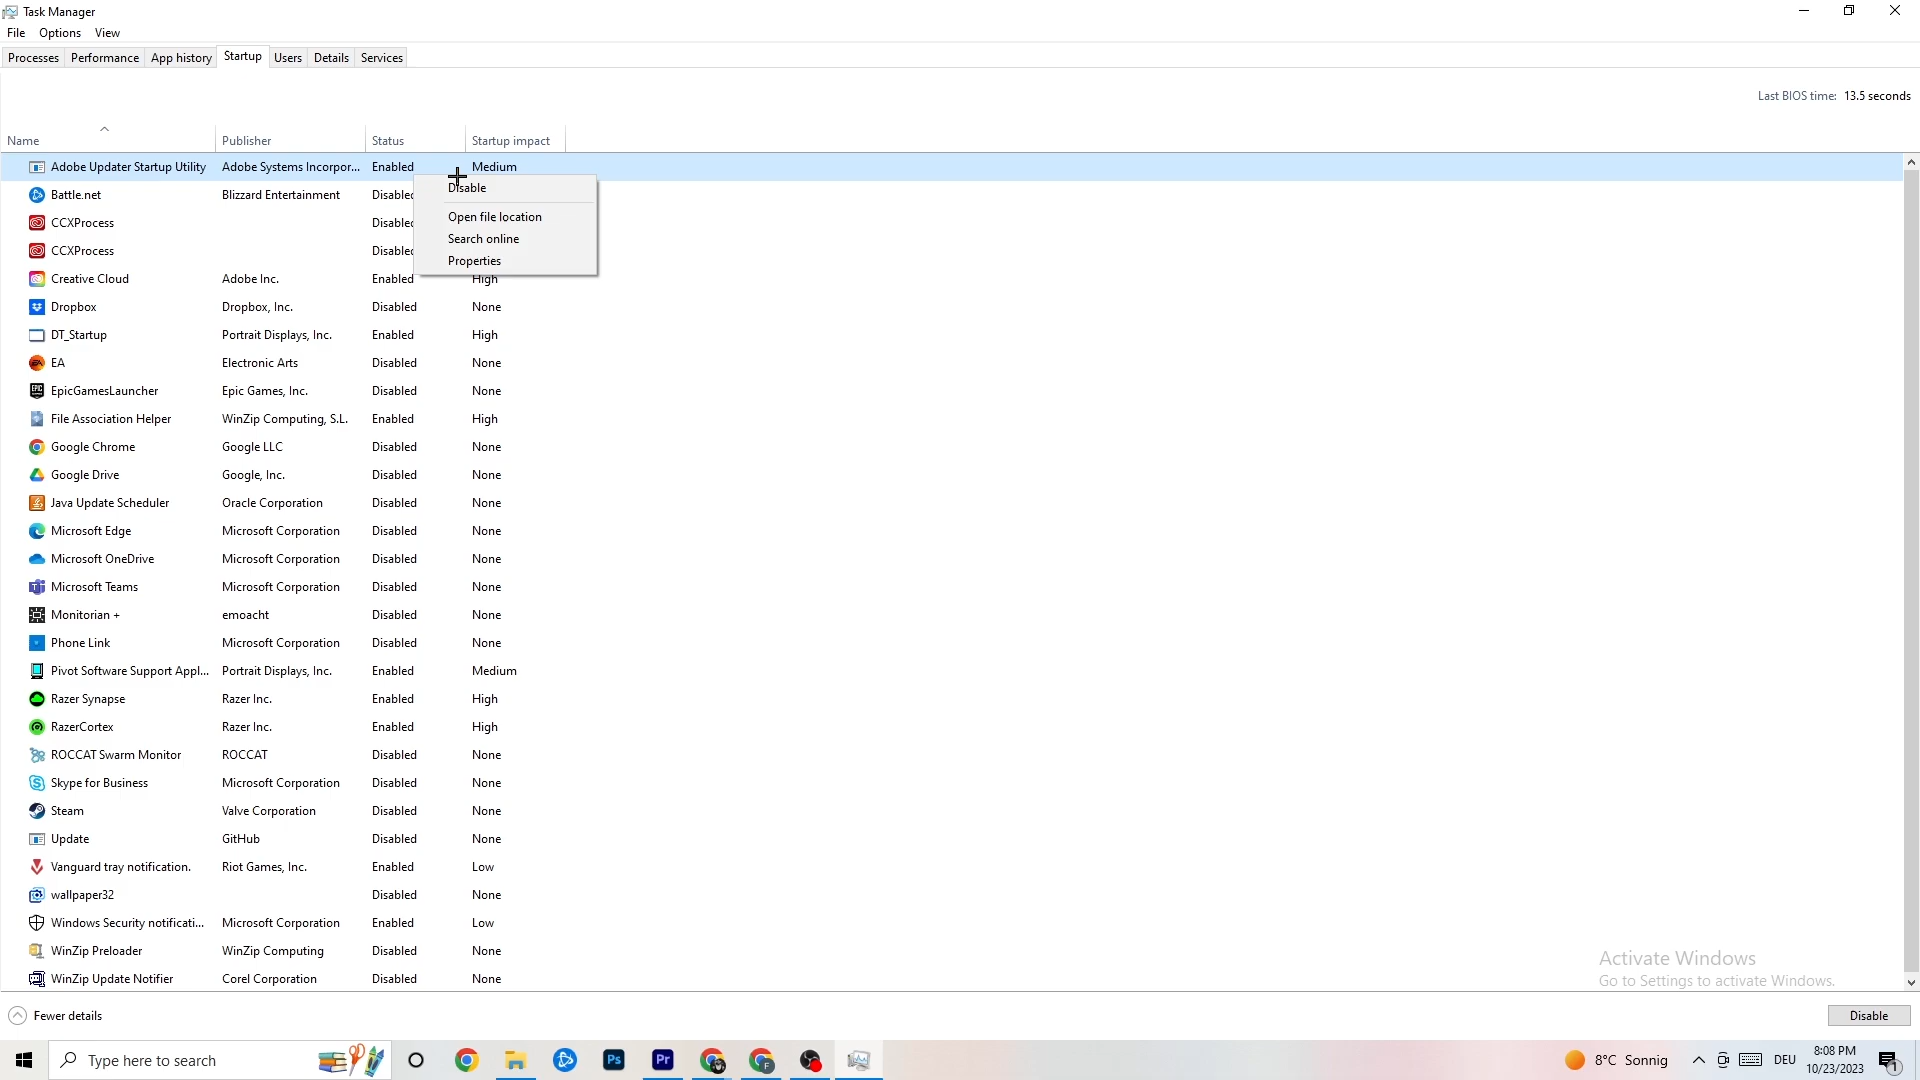 Task Manager
File Options View
Processes Performance App history Startup Users Details Services
Last BIOS time: 13.5 seconds
Name Publisher Status Startup impact
Adobe Updater Startup Utility Adobe Systems Incorpor... Enabled Medium
Battle.net Blizzard Entertainment Disabled
Disable
CCXProcess Disabled
Open file location
Search online
CCXProcess Disabled
Properties
Creative Cloud Adobe Inc. Enabled High
Dropbox Dropbox, Inc. Disabled None
DT_Startup Portrait Displays, Inc. Enabled High
EA Electronic Arts Disabled None
EpicGamesLauncher Epic Games, Inc. Disabled None
File Association Helper WinZip Computing, S.L. Enabled High
Google Chrome Google LLC Disabled None
Google Drive Google, Inc. Disabled None
Java Update Scheduler Oracle Corporation Disabled None
Microsoft Edge Microsoft Corporation Disabled None
Microsoft OneDrive Microsoft Corporation Disabled None
Microsoft Teams Microsoft Corporation Disabled None
Monitorian + emoacht Disabled None
Phone Link Microsoft Corporation Disabled None
Pivot Software Support Appl... Portrait Displays, Inc. Enabled Medium
Razer Synapse Razer Inc. Enabled High
RazerCortex Razer Inc. Enabled High
ROCCAT Swarm Monitor ROCCAT Disabled None
Skype for Business Microsoft Corporation Disabled None
Steam Valve Corporation Disabled None
Update GitHub Disabled None
Vanguard tray notification. Riot Games, Inc. Enabled Low
wallpaper32 Disabled None
Windows Security notificati... Microsoft Corporation Enabled Low
WinZip Preloader WinZip Computing Disabled None
WinZip Update Notifier Corel Corporation Disabled None
Activate Windows
Go to Settings to activate Windows.
Fewer details Disable
Type here to search Ps Pr F 8°C Sonnig DEU 8:08 PM 1
10/23/2023